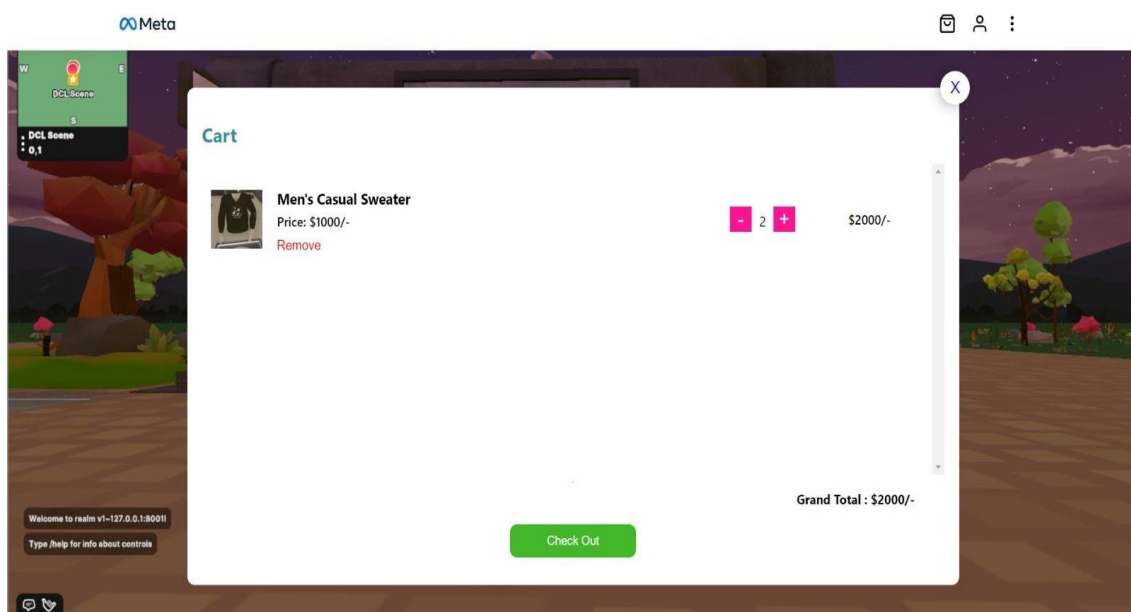 Meta
W
E
DCL Scene
S
DCL Scene
0,1
X
Cart
Men's Casual Sweater
Price: $1000/-
Remove
- 2 +
$2000/-
Grand Total : $2000/-
Check Out
Welcome to realm v1~127.0.0.1:8001!
Type /help for info about controls